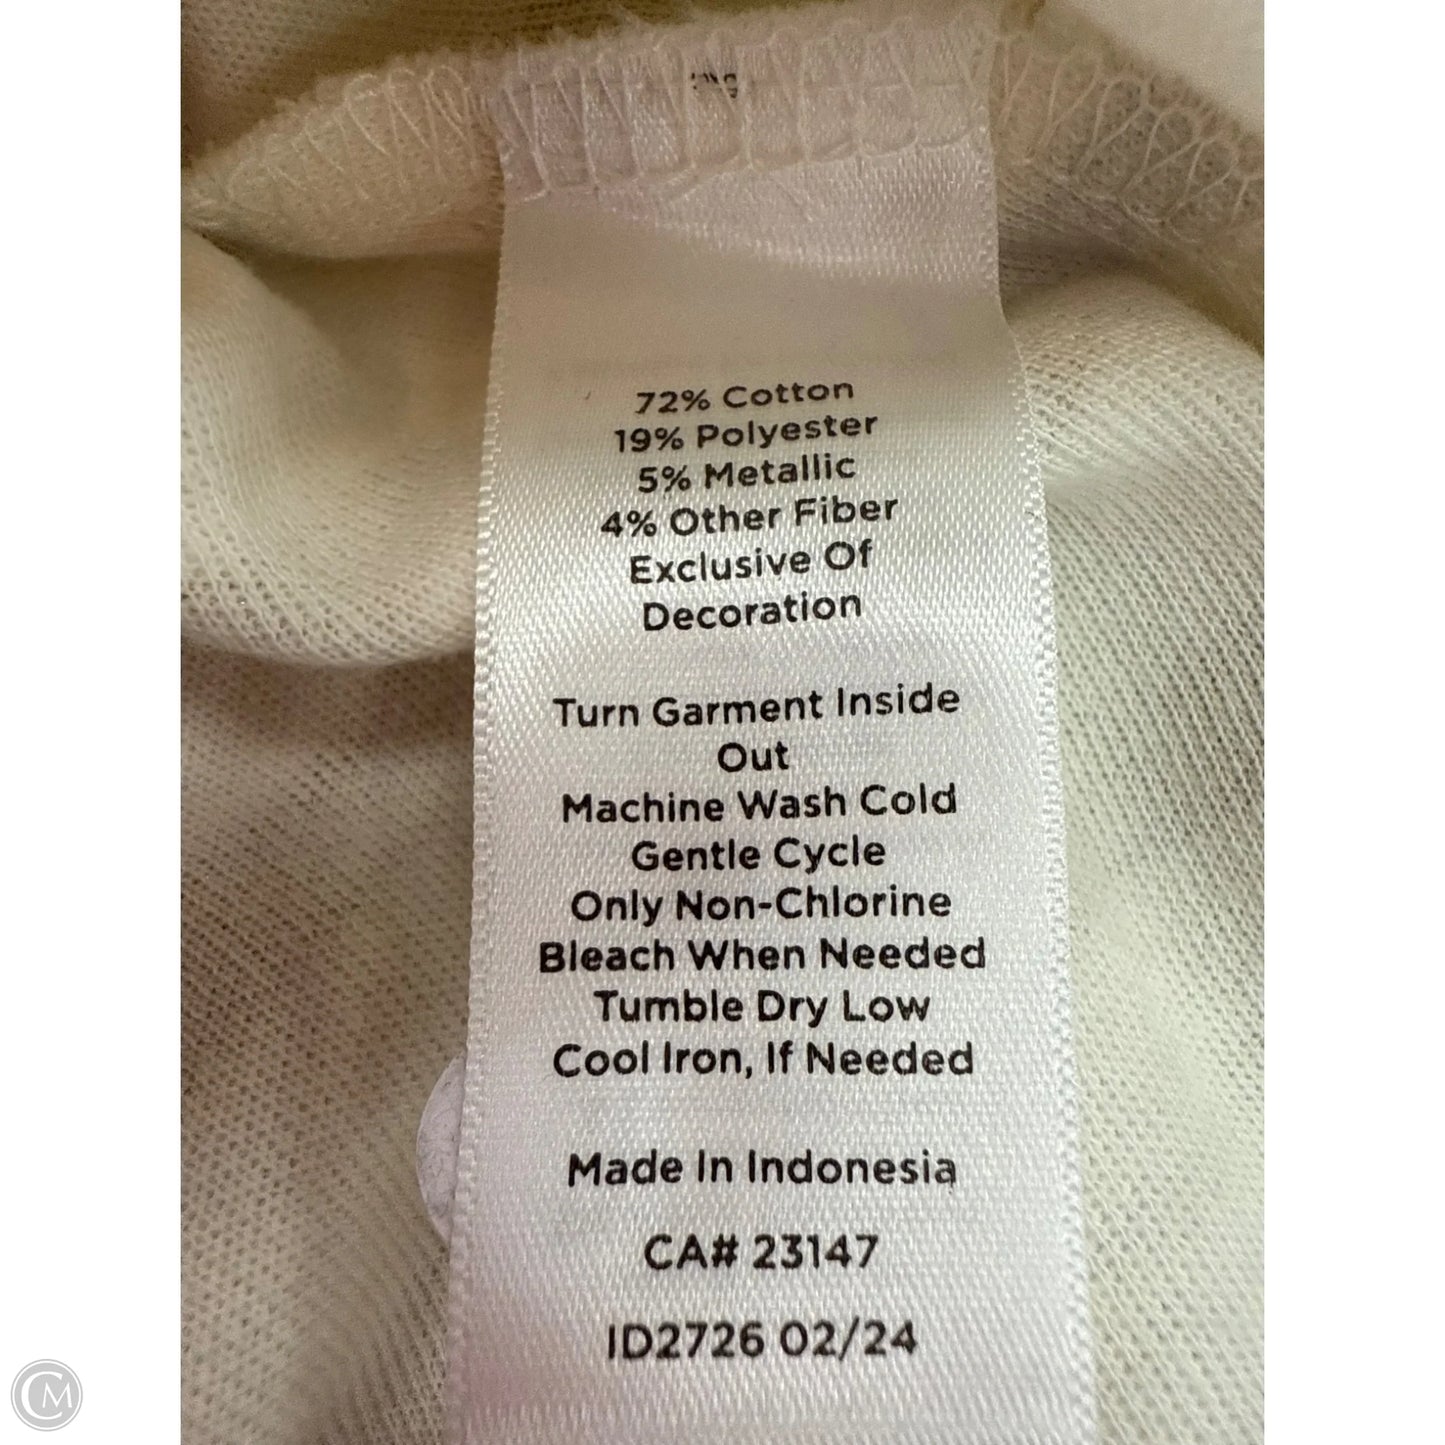 72% Cotton
19% Polyester
5% Metallic
4% Other Fiber
Exclusive Of
Decoration
Turn Garment Inside
Out
Machine Wash Cold
Gentle Cycle
Only Non-Chlorine
Bleach When Needed
Tumble Dry Low
Cool Iron, If Needed
Made In Indonesia
CA# 23147
ID2726 02/24
CM